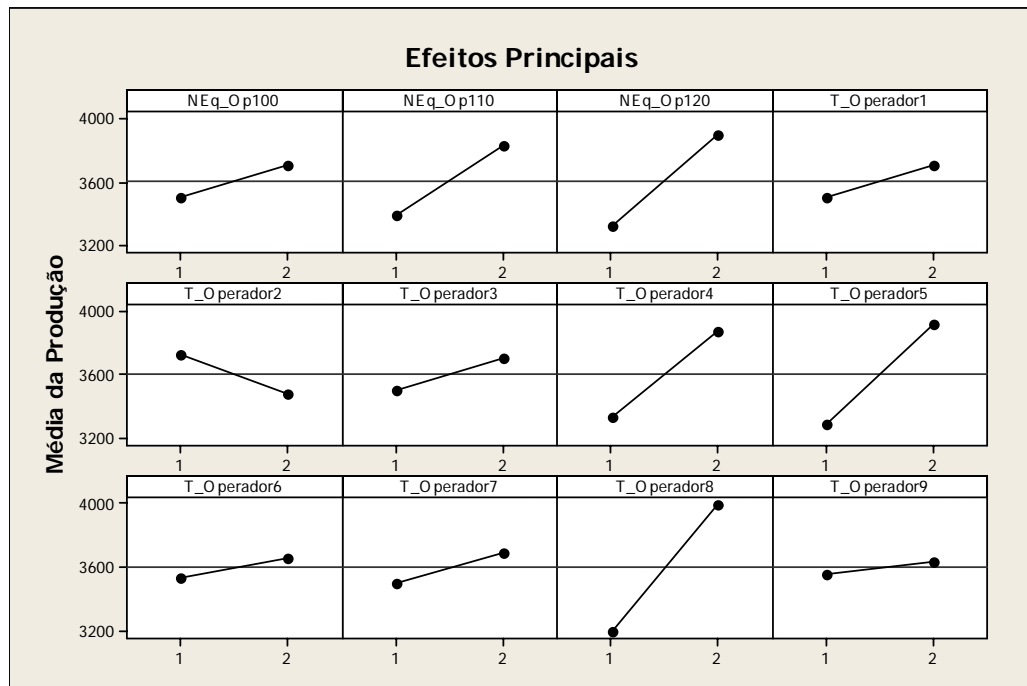 Efeitos Principais
Média da Produção
NEq_Op100 NEq_Op110 NEq_Op120 T_Operador1
4000
3600
3200
1 2 1 2 1 2 1 2
T_Operador2 T_Operador3 T_Operador4 T_Operador5
4000
3600
3200
1 2 1 2 1 2 1 2
T_Operador6 T_Operador7 T_Operador8 T_Operador9
4000
3600
3200
1 2 1 2 1 2 1 2